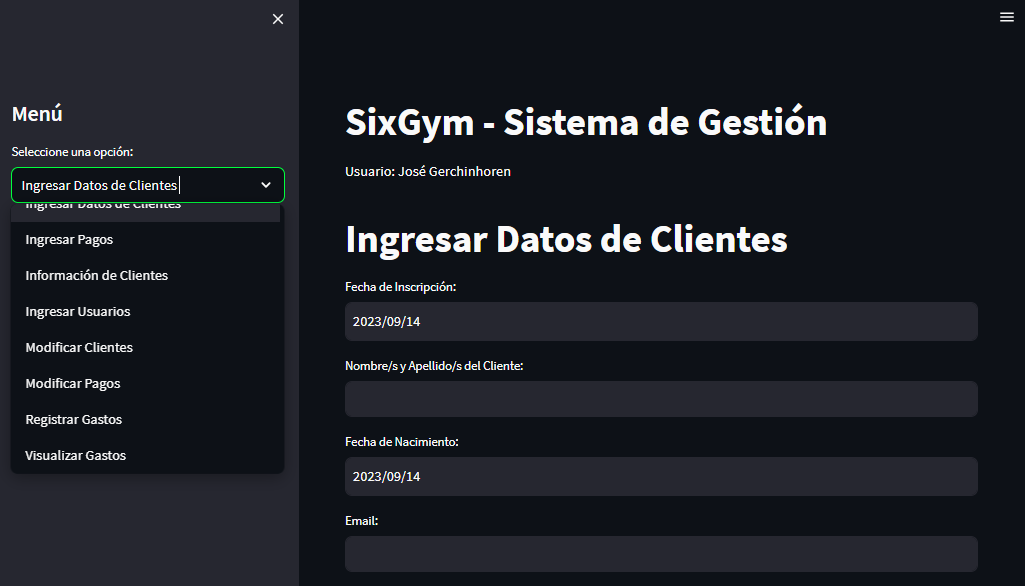 Menú
Seleccione una opción:
Ingresar Datos de Clientes
Ingresar Datos de Clientes
Ingresar Pagos
Información de Clientes
Ingresar Usuarios
Modificar Clientes
Modificar Pagos
Registrar Gastos
Visualizar Gastos
SixGym - Sistema de Gestión
Usuario: José Gerchinhoren
Ingresar Datos de Clientes
Fecha de Inscripción:
2023/09/14
Nombre/s y Apellido/s del Cliente:
Fecha de Nacimiento:
2023/09/14
Email: